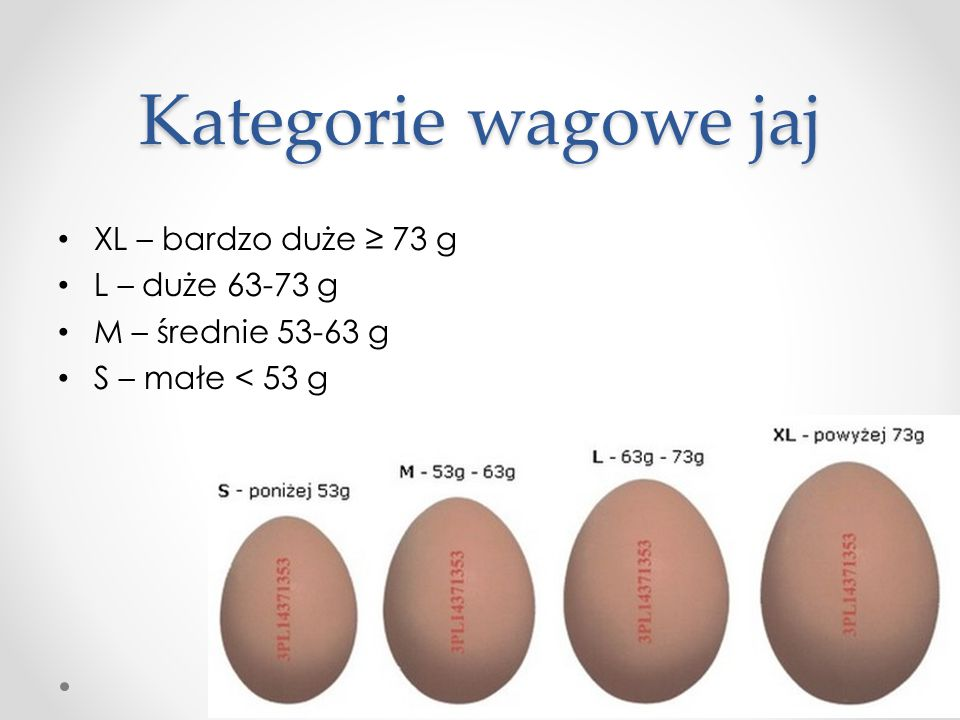 Kategorie wagowe jaj
• XL – bardzo duże ≥ 73 g
• L – duże 63-73 g
• M – średnie 53-63 g
• S – małe < 53 g
S - poniżej 53g
M - 53g - 63g
L - 63g - 73g
XL - powyżej 73g
3PL14371353
3PL14371353
3PL14371353
3PL14371353